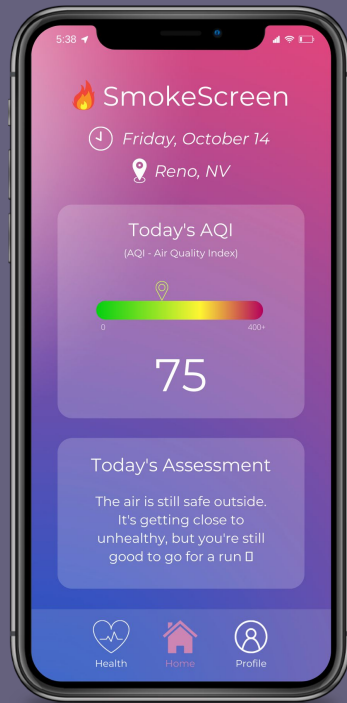 5:38
SmokeScreen
Friday, October 14
Reno, NV
Today's AQI
(AQI - Air Quality Index)
0 400+
75
Today's Assessment
The air is still safe outside.
It's getting close to
unhealthy, but you're still
good to go for a run ▯
Health Home Profile